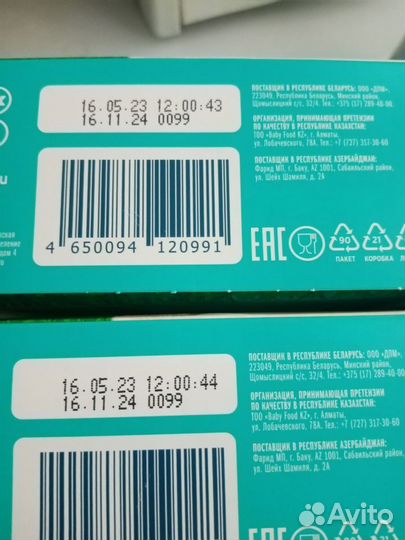 16.05.23 12:00:43
16.11.24 0099
ПОСТАВЩИК В РЕСПУБЛИКЕ БЕЛАРУСЬ: ООО «ДПМ»,
223049, Республика Беларусь, Минский район,
Щомыслицкий с/с, 32/4. Тел.: +375 (17) 289-40-00.
ОРГАНИЗАЦИЯ, ПРИНИМАЮЩАЯ ПРЕТЕНЗИИ
ПО КАЧЕСТВУ В РЕСПУБЛИКЕ КАЗАХСТАН:
ТОО «Baby Food KZ», г. Алматы,
ул. Лобачевского, 78А. Тел.: +7 (727) 317-30-60
ПОСТАВЩИК В РЕСПУБЛИКЕ АЗЕРБАЙДЖАН:
Фарид МП, г. Баку, AZ 1001, Сабаильский район,
ул. Шейх Шамиля, д. 2А
4 650094 120991
EAC
90
21
ПАКЕТ
КОРОБКА
16.05.23 12:00:44
16.11.24 0099
ПОСТАВЩИК В РЕСПУБЛИКЕ БЕЛАРУСЬ: ООО «ДПМ»,
223049, Республика Беларусь, Минский район,
Щомыслицкий с/с, 32/4. Тел.: +375 (17) 289-40-00
ОРГАНИЗАЦИЯ, ПРИНИМАЮЩАЯ ПРЕТЕНЗИИ
ПО КАЧЕСТВУ В РЕСПУБЛИКЕ КАЗАХСТАН:
ТОО «Baby Food KZ», г. Алматы,
ул. Лобачевского, 78А. Тел.: +7 (727) 317-30-60
ПОСТАВЩИК В РЕСПУБЛИКЕ АЗЕРБАЙДЖАН:
Фарид МП, г. Баку, AZ 1001, Сабаильский район,
ул. Шейх Шамиля, д. 2А
EAC
Avito